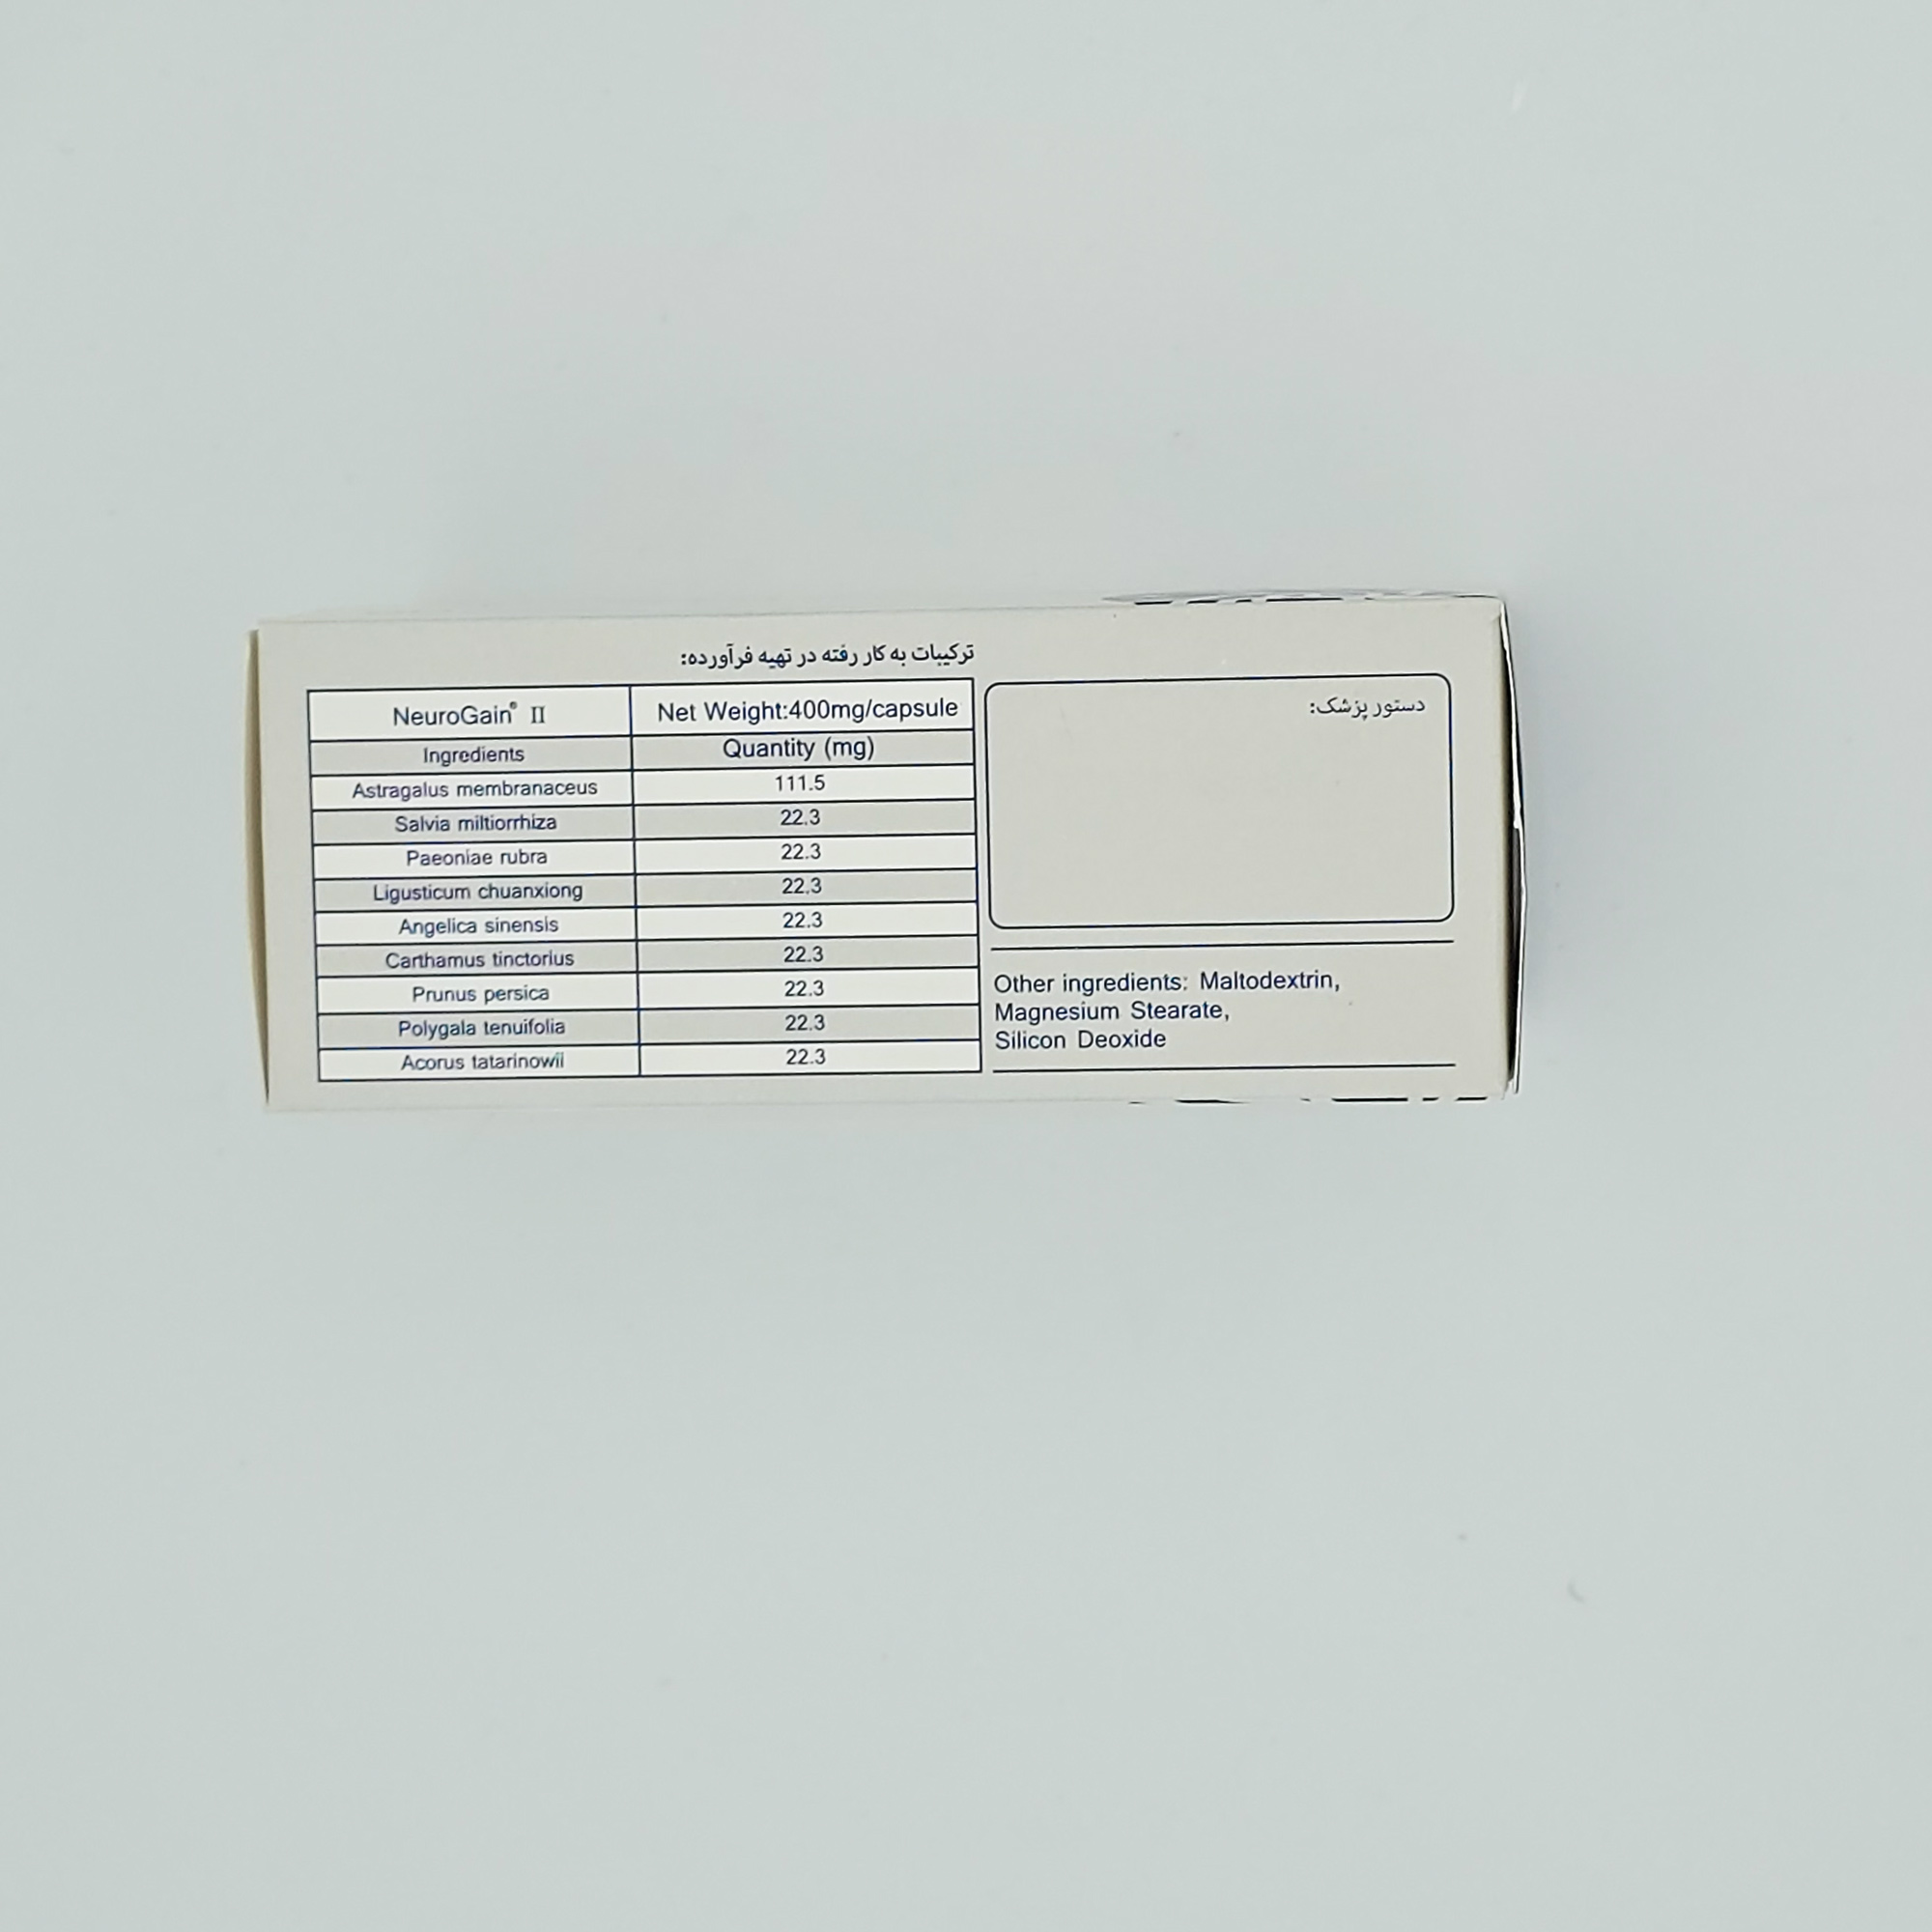 ترکیبات به کار رفته در تهیه فرآورده:
NeuroGain® II Net Weight:400mg/capsule
Ingredients Quantity (mg)
Astragalus membranaceus 111.5
Salvia miltiorrhiza 22.3
Paeoniae rubra 22.3
Ligusticum chuanxiong 22.3
Angelica sinensis 22.3
Carthamus tinctorius 22.3
Prunus persica 22.3
Polygala tenuifolia 22.3
Acorus tatarinowii 22.3
دستور پزشک:
Other ingredients: Maltodextrin,
Magnesium Stearate,
Silicon Deoxide